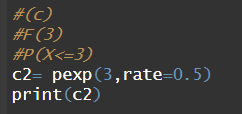 #(c)
#F(3)
#P(X<=3)
c2= pexp(3,rate=0.5)
print(c2)